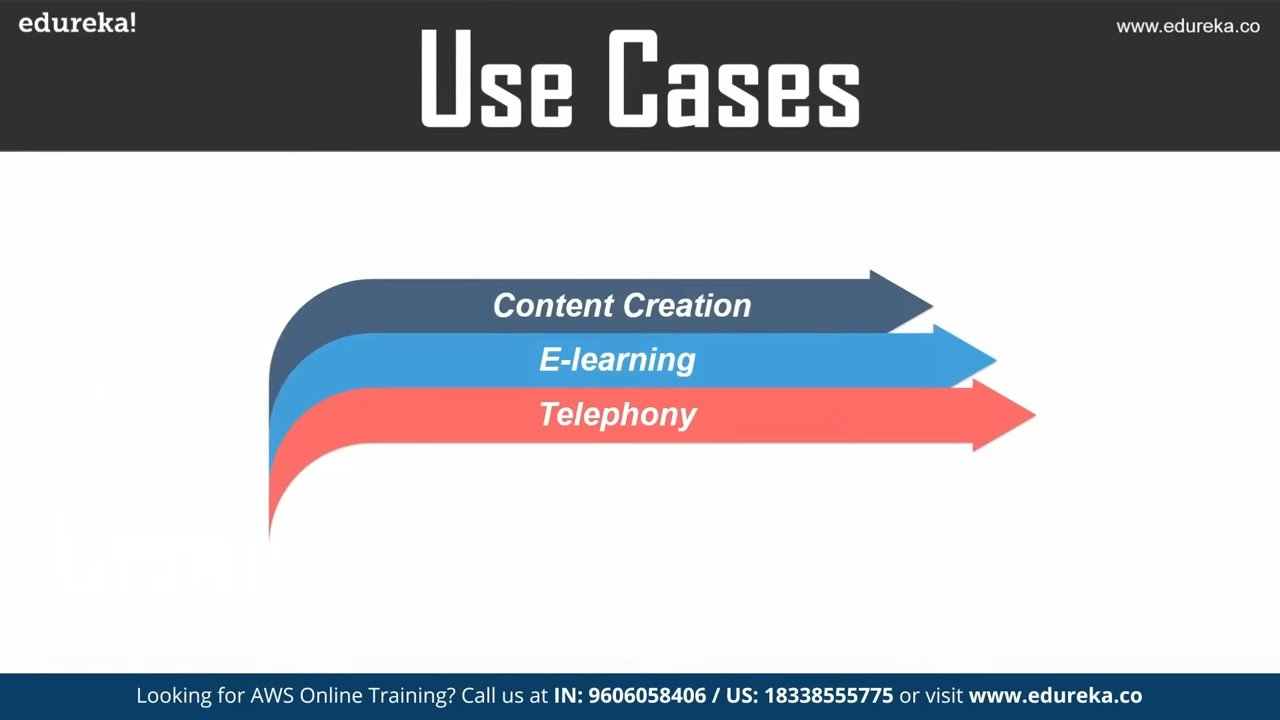 edureka!
www.edureka.co
Use Cases
Content Creation
E-learning
Telephony
Looking for AWS Online Training? Call us at IN: 9606058406 / US: 18338555775 or visit www.edureka.co